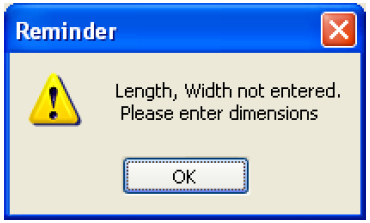 Reminder
Length, Width not entered.
Please enter dimensions
OK